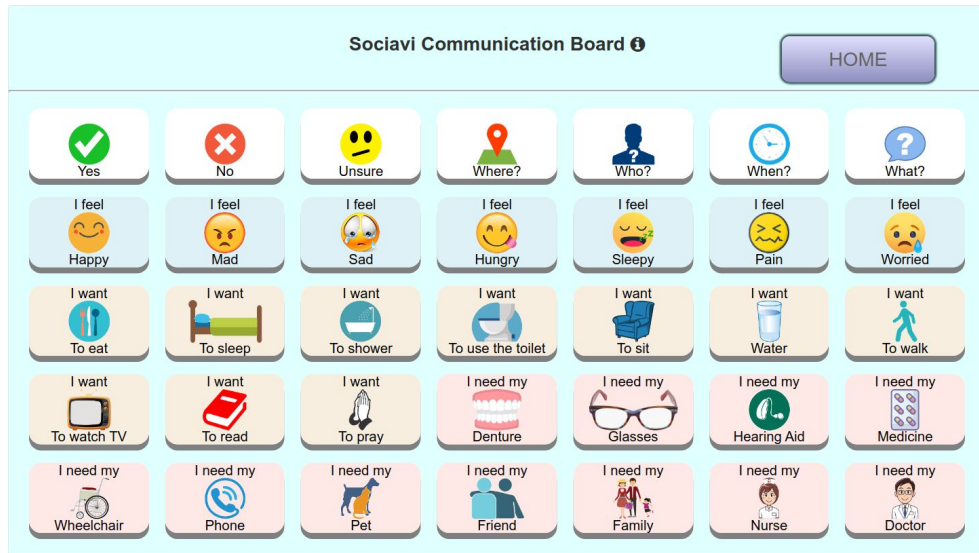 Sociavi Communication Board
HOME
Yes
No
Unsure
Where?
Who?
?
When?
What?
?
I feel
Happy
I feel
Mad
I feel
Sad
I feel
Hungry
I feel
Sleepy
I feel
Pain
I feel
Worried
I want
To eat
I want
To sleep
I want
To shower
I want
To use the toilet
I want
To sit
I want
Water
I want
To walk
I want
To watch TV
I want
To read
I want
To pray
I need my
Denture
I need my
Glasses
I need my
Hearing Aid
I need my
Medicine
I need my
Wheelchair
I need my
Phone
I need my
Pet
I need my
Friend
I need my
Family
I need my
Nurse
I need my
Doctor